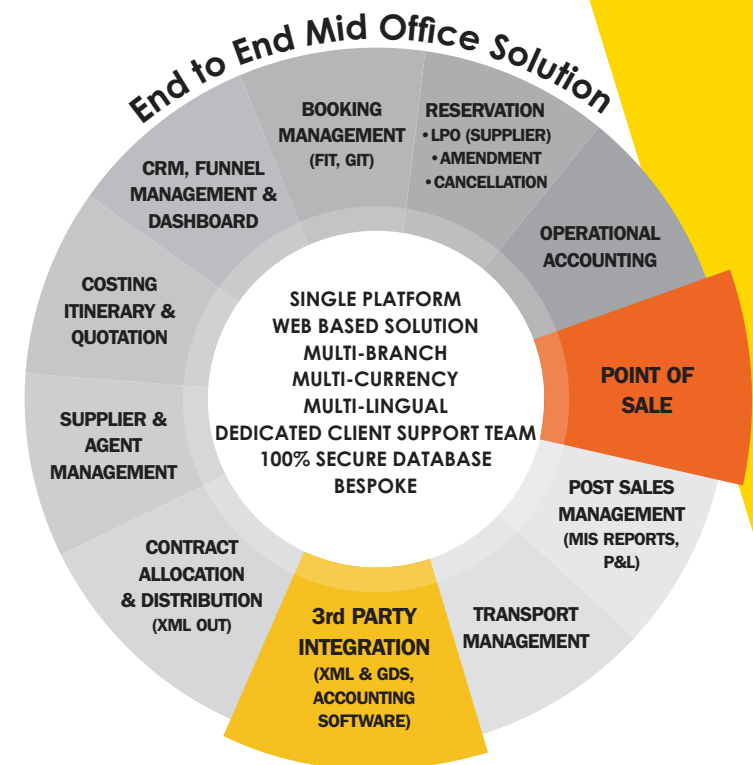 End to End Mid Office Solution
BOOKING
MANAGEMENT
(FIT, GIT)
RESERVATION
• LPO (SUPPLIER)
• AMENDMENT
• CANCELLATION
OPERATIONAL
ACCOUNTING
POINT OF
SALE
POST SALES
MANAGEMENT
(MIS REPORTS,
P&L)
TRANSPORT
MANAGEMENT
3rd PARTY
INTEGRATION
(XML & GDS,
ACCOUNTING
SOFTWARE)
CONTRACT
ALLOCATION
& DISTRIBUTION
(XML OUT)
SUPPLIER &
AGENT
MANAGEMENT
COSTING
ITINERARY &
QUOTATION
CRM, FUNNEL
MANAGEMENT &
DASHBOARD
SINGLE PLATFORM
WEB BASED SOLUTION
MULTI-BRANCH
MULTI-CURRENCY
MULTI-LINGUAL
DEDICATED CLIENT SUPPORT TEAM
100% SECURE DATABASE
BESPOKE